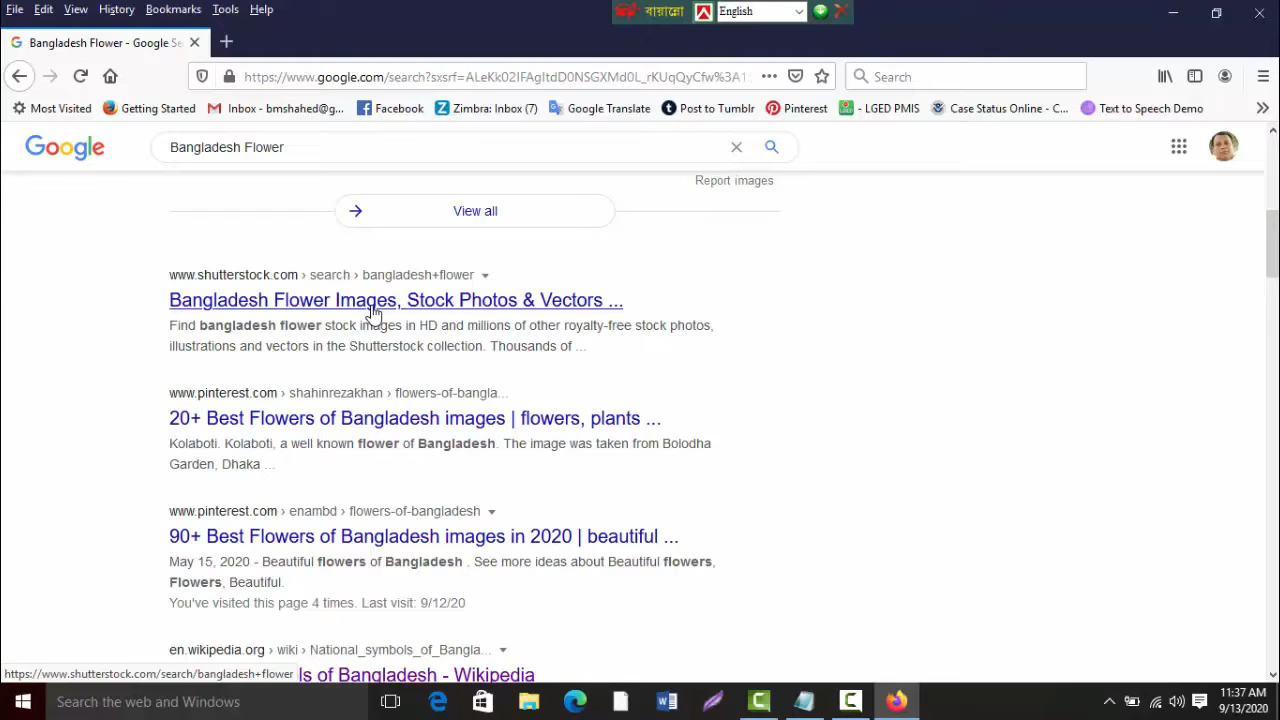 File Edit View History Bookmarks Tools Help
বায়ান্নো English
Bangladesh Flower - Google Se
https://www.google.com/search?sxsrf=ALeKk02IFAgItdD0NSGXMd0L_rKUqQyCfw%3A1 Search
Most Visited Getting Started Inbox - bmshahed@g... Facebook Zimbra: Inbox (7) Google Translate Post to Tumblr Pinterest - LGED PMIS Case Status Online - C... Text to Speech Demo
Google Bangladesh Flower
Report images
View all
www.shutterstock.com › search › bangladesh+flower
Bangladesh Flower Images, Stock Photos & Vectors ...
Find bangladesh flower stock images in HD and millions of other royalty-free stock photos,
illustrations and vectors in the Shutterstock collection. Thousands of ...
www.pinterest.com › shahinrezakhan › flowers-of-bangla...
20+ Best Flowers of Bangladesh images | flowers, plants ...
Kolaboti. Kolaboti, a well known flower of Bangladesh. The image was taken from Bolodha
Garden, Dhaka ...
www.pinterest.com › enambd › flowers-of-bangladesh
90+ Best Flowers of Bangladesh images in 2020 | beautiful ...
May 15, 2020 - Beautiful flowers of Bangladesh . See more ideas about Beautiful flowers,
Flowers, Beautiful.
You've visited this page 4 times. Last visit: 9/12/20
en.wikipedia.org › wiki › National_symbols_of_Bangla...
https://www.shutterstock.com/search/bangladesh+flower ls of Bangladesh - Wikipedia
Search the web and Windows
11:37 AM
9/13/2020